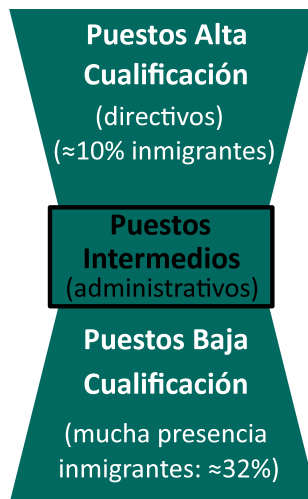 Puestos Alta
Cualificación
(directivos)
(≈10% inmigrantes)
Puestos
Intermedios
(administrativos)
Puestos Baja
Cualificación
(mucha presencia
inmigrantes: ≈32%)